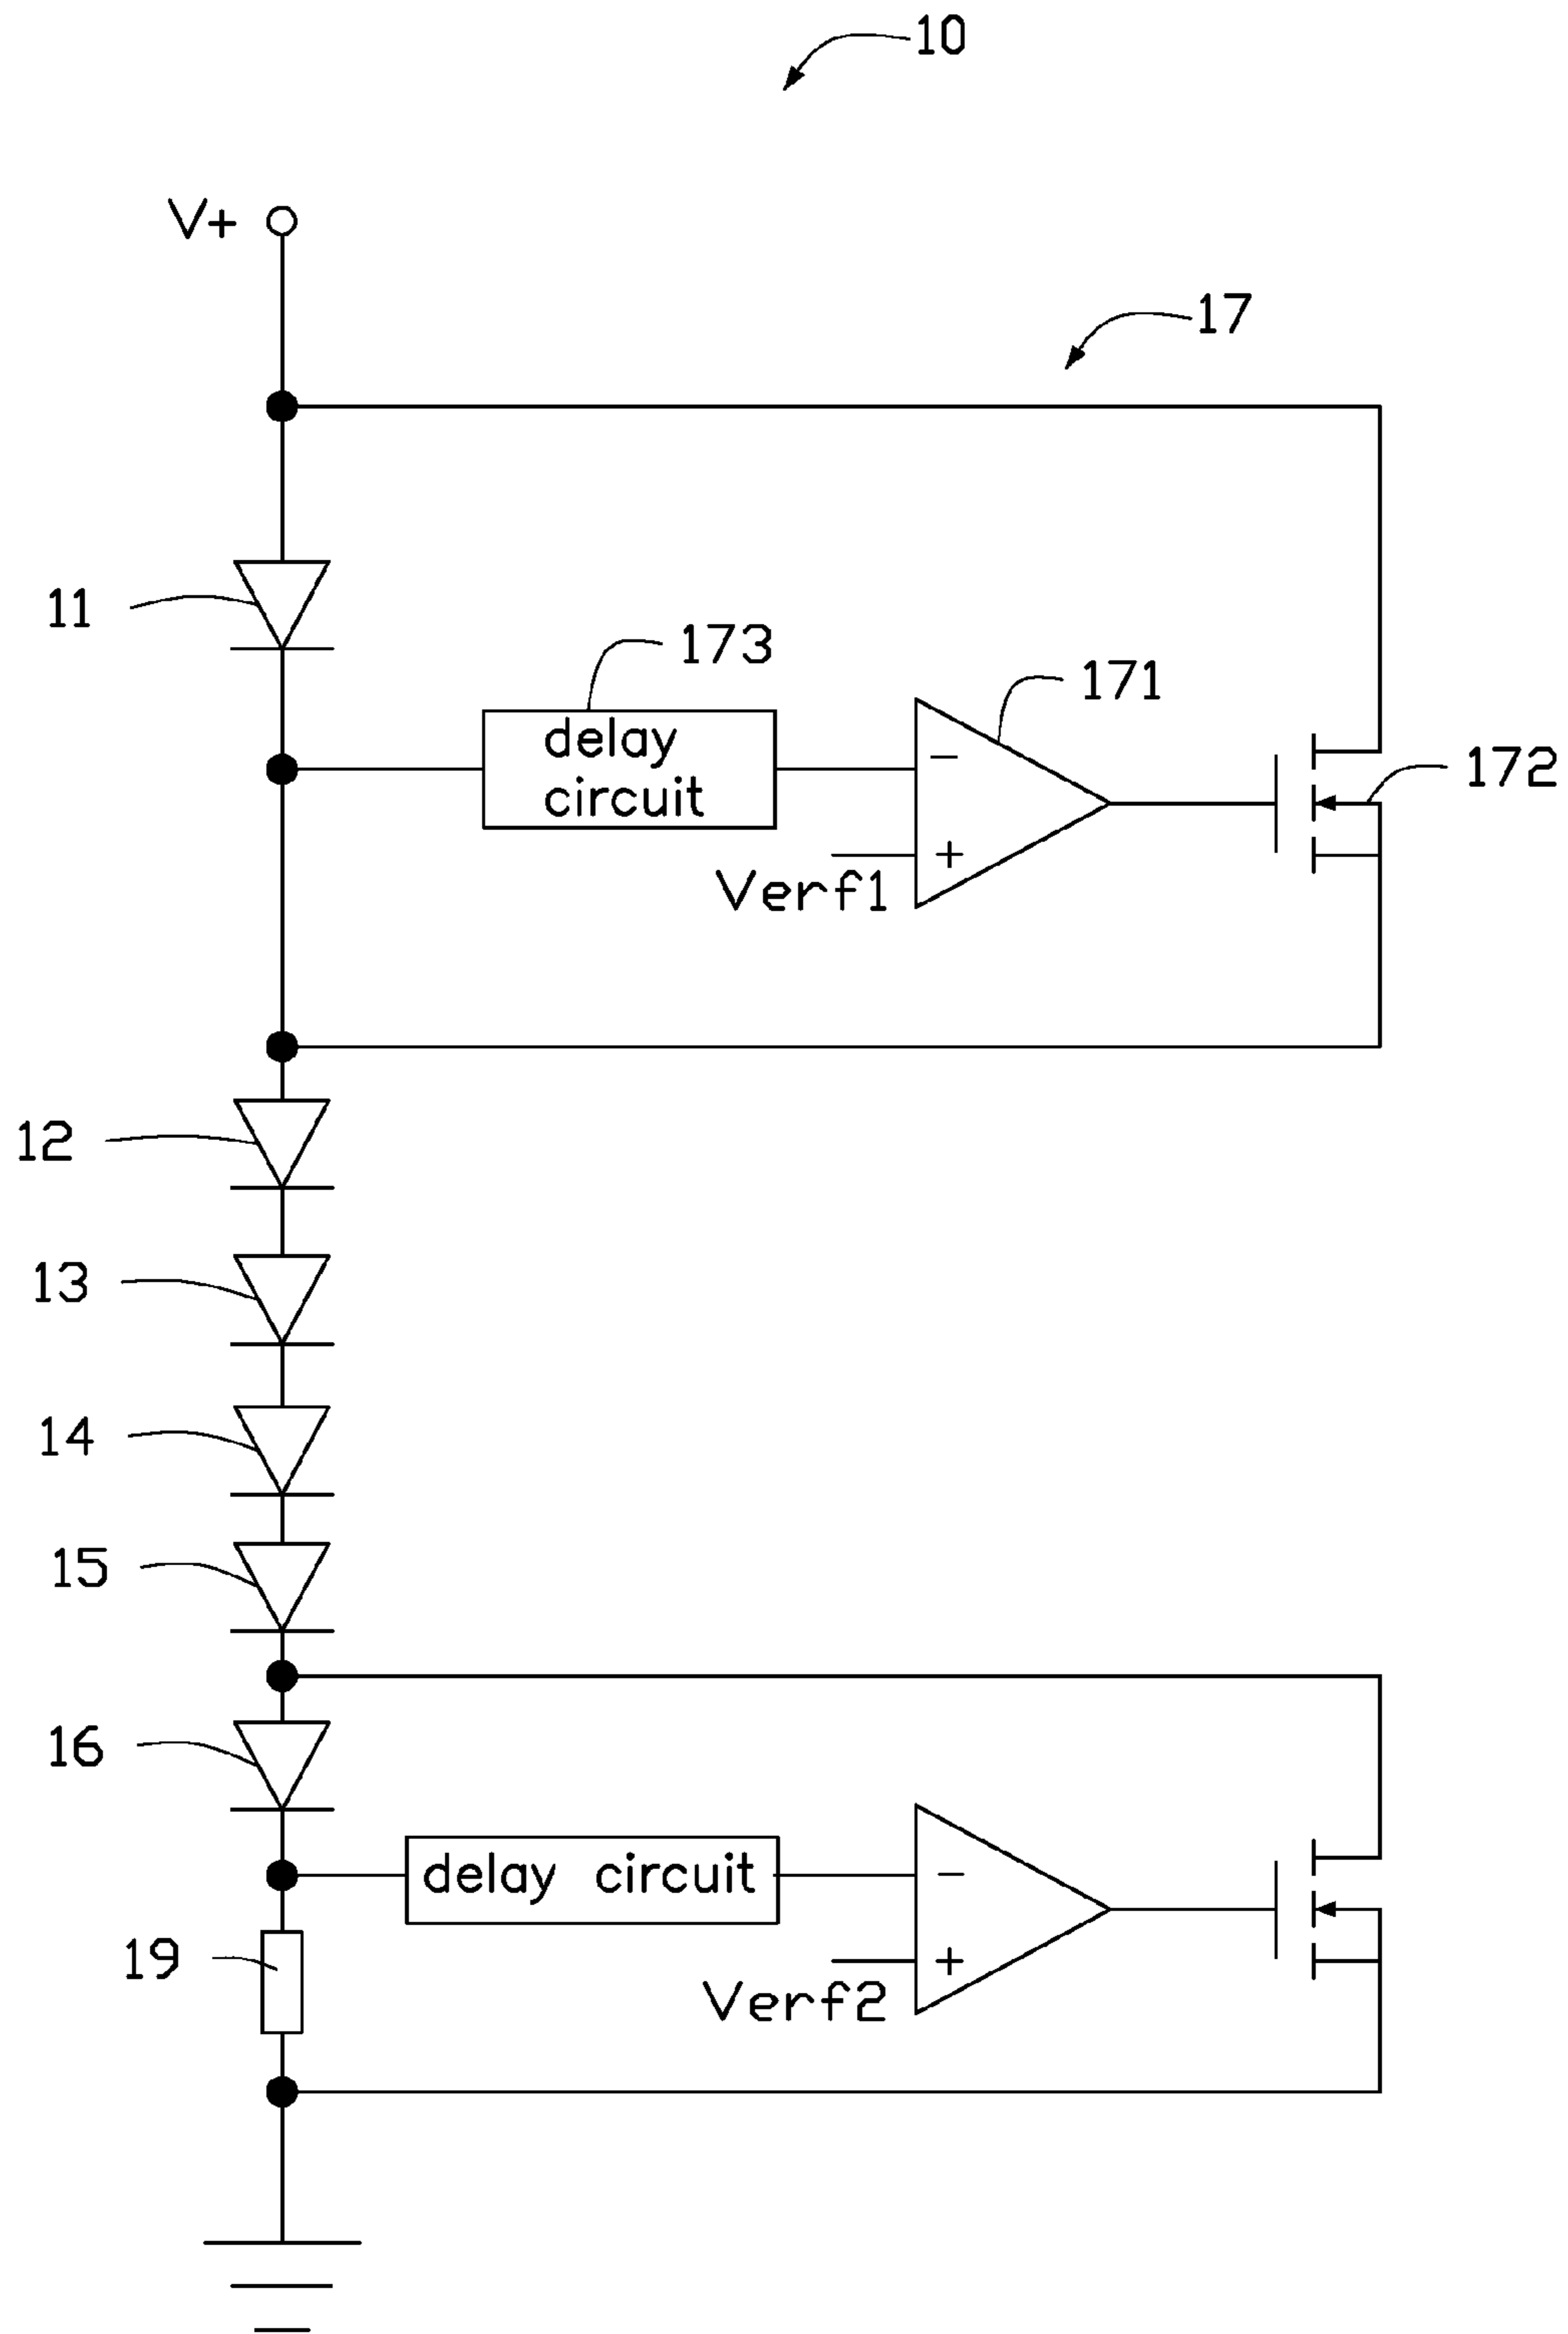 10
V+
17
11
173
delay
circuit
171
-
+
172
Verf1
12
13
14
15
16
delay circuit
-
+
19
Verf2